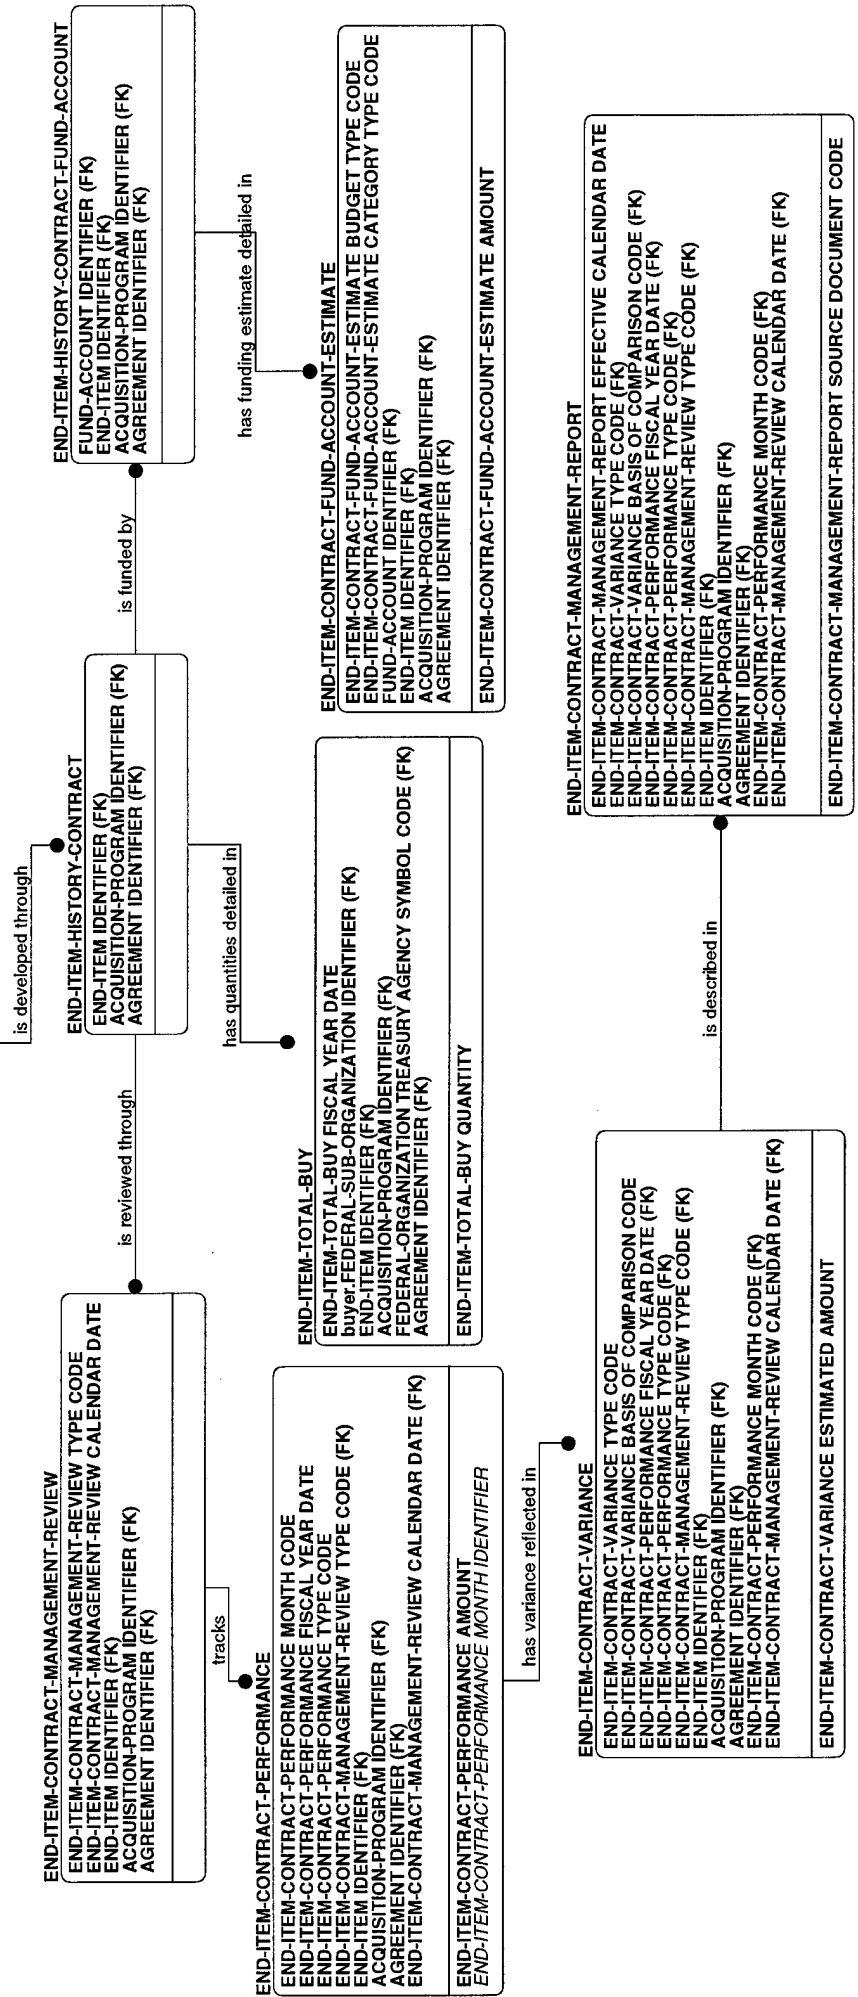 is developed through
END-ITEM-CONTRACT-MANAGEMENT-REVIEW
END-ITEM-CONTRACT-MANAGEMENT-REVIEW TYPE CODE
END-ITEM-CONTRACT-MANAGEMENT-REVIEW CALENDAR DATE
END-ITEM IDENTIFIER (FK)
ACQUISITION-PROGRAM IDENTIFIER (FK)
AGREEMENT IDENTIFIER (FK)
is reviewed through
END-ITEM-HISTORY-CONTRACT
END-ITEM IDENTIFIER (FK)
ACQUISITION-PROGRAM IDENTIFIER (FK)
AGREEMENT IDENTIFIER (FK)
is funded by
END-ITEM-HISTORY-CONTRACT-FUND-ACCOUNT
FUND-ACCOUNT IDENTIFIER (FK)
END-ITEM IDENTIFIER (FK)
ACQUISITION-PROGRAM IDENTIFIER (FK)
AGREEMENT IDENTIFIER (FK)
tracks
has quantities detailed in
has funding estimate detailed in
END-ITEM-CONTRACT-PERFORMANCE
END-ITEM-CONTRACT-PERFORMANCE MONTH CODE
END-ITEM-CONTRACT-PERFORMANCE FISCAL YEAR DATE
END-ITEM-CONTRACT-PERFORMANCE TYPE CODE
END-ITEM-CONTRACT-MANAGEMENT-REVIEW TYPE CODE (FK)
END-ITEM IDENTIFIER (FK)
ACQUISITION-PROGRAM IDENTIFIER (FK)
AGREEMENT IDENTIFIER (FK)
END-ITEM-CONTRACT-MANAGEMENT-REVIEW CALENDAR DATE (FK)
END-ITEM-CONTRACT-PERFORMANCE AMOUNT
END-ITEM-CONTRACT-PERFORMANCE MONTH IDENTIFIER
END-ITEM-TOTAL-BUY
END-ITEM-TOTAL-BUY FISCAL YEAR DATE
buyer.FEDERAL-SUB-ORGANIZATION IDENTIFIER (FK)
END-ITEM IDENTIFIER (FK)
ACQUISITION-PROGRAM IDENTIFIER (FK)
FEDERAL-ORGANIZATION TREASURY AGENCY SYMBOL CODE (FK)
AGREEMENT IDENTIFIER (FK)
END-ITEM-TOTAL-BUY QUANTITY
END-ITEM-CONTRACT-FUND-ACCOUNT-ESTIMATE
END-ITEM-CONTRACT-FUND-ACCOUNT-ESTIMATE BUDGET TYPE CODE
END-ITEM-CONTRACT-FUND-ACCOUNT-ESTIMATE CATEGORY TYPE CODE
FUND-ACCOUNT IDENTIFIER (FK)
END-ITEM IDENTIFIER (FK)
ACQUISITION-PROGRAM IDENTIFIER (FK)
AGREEMENT IDENTIFIER (FK)
END-ITEM-CONTRACT-FUND-ACCOUNT-ESTIMATE AMOUNT
has variance reflected in
END-ITEM-CONTRACT-VARIANCE
END-ITEM-CONTRACT-VARIANCE TYPE CODE
END-ITEM-CONTRACT-VARIANCE BASIS OF COMPARISON CODE
END-ITEM-CONTRACT-PERFORMANCE FISCAL YEAR DATE (FK)
END-ITEM-CONTRACT-PERFORMANCE TYPE CODE (FK)
END-ITEM-CONTRACT-MANAGEMENT-REVIEW TYPE CODE (FK)
END-ITEM IDENTIFIER (FK)
ACQUISITION-PROGRAM IDENTIFIER (FK)
AGREEMENT IDENTIFIER (FK)
END-ITEM-CONTRACT-PERFORMANCE MONTH CODE (FK)
END-ITEM-CONTRACT-MANAGEMENT-REVIEW CALENDAR DATE (FK)
END-ITEM-CONTRACT-VARIANCE ESTIMATED AMOUNT
is described in
END-ITEM-CONTRACT-MANAGEMENT-REPORT
END-ITEM-CONTRACT-MANAGEMENT-REPORT EFFECTIVE CALENDAR DATE
END-ITEM-CONTRACT-VARIANCE TYPE CODE (FK)
END-ITEM-CONTRACT-VARIANCE BASIS OF COMPARISON CODE (FK)
END-ITEM-CONTRACT-PERFORMANCE FISCAL YEAR DATE (FK)
END-ITEM-CONTRACT-PERFORMANCE TYPE CODE (FK)
END-ITEM-CONTRACT-MANAGEMENT-REVIEW TYPE CODE (FK)
END-ITEM IDENTIFIER (FK)
ACQUISITION-PROGRAM IDENTIFIER (FK)
AGREEMENT IDENTIFIER (FK)
END-ITEM-CONTRACT-PERFORMANCE MONTH CODE (FK)
END-ITEM-CONTRACT-MANAGEMENT-REVIEW CALENDAR DATE (FK)
END-ITEM-CONTRACT-MANAGEMENT-REPORT SOURCE DOCUMENT CODE